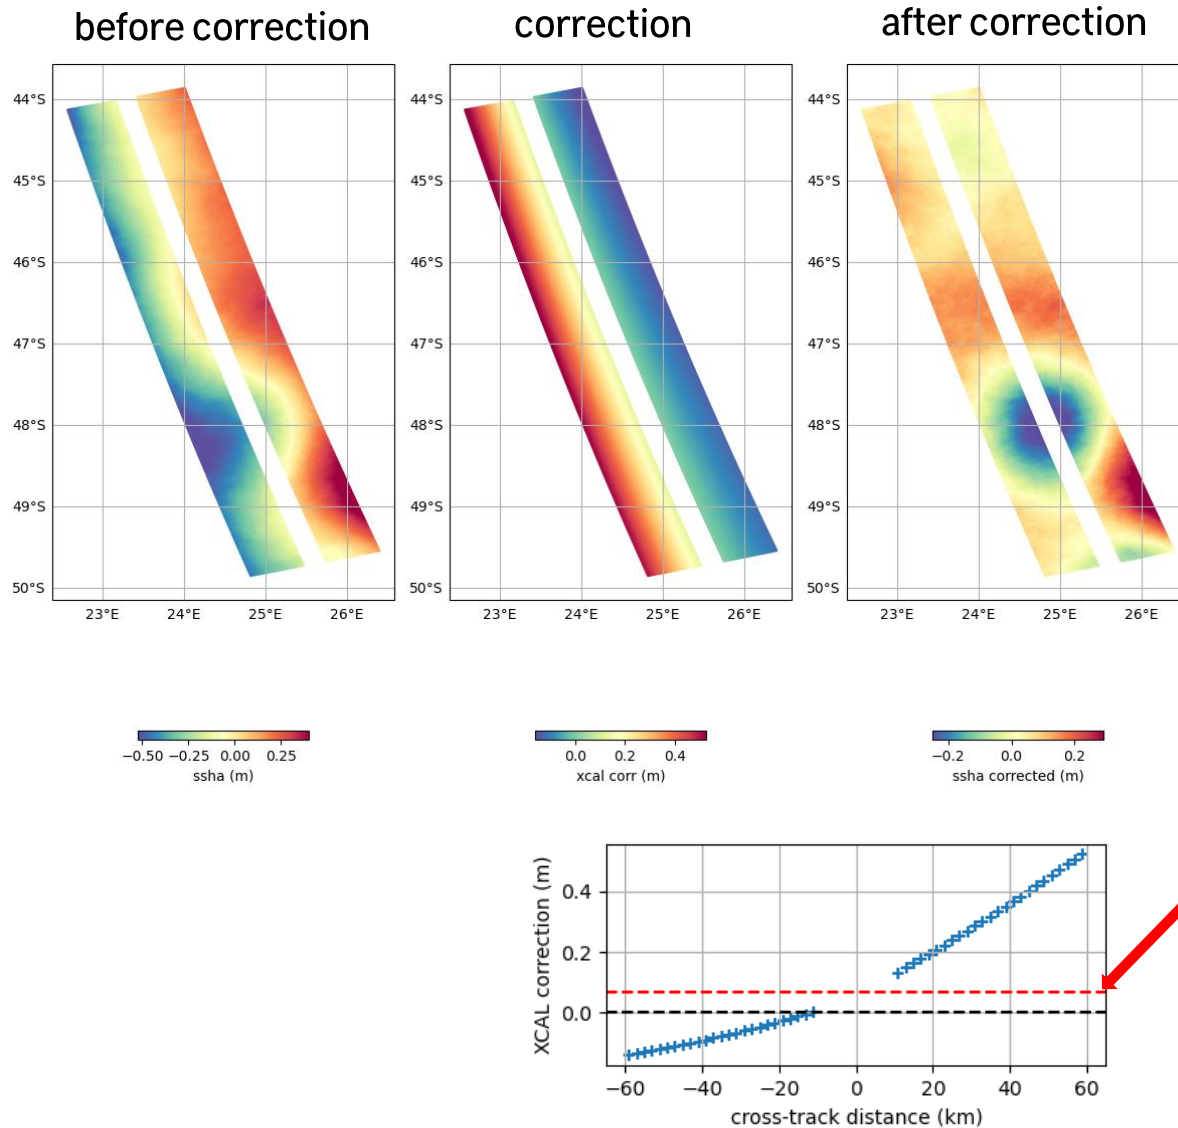 before correction
correction
after correction
44°S
45°S
46°S
47°S
48°S
49°S
50°S
23°E 24°E 25°E 26°E
44°S
45°S
46°S
47°S
48°S
49°S
50°S
23°E 24°E 25°E 26°E
44°S
45°S
46°S
47°S
48°S
49°S
50°S
23°E 24°E 25°E 26°E
−0.50 −0.25 0.00 0.25
ssha (m)
0.0 0.2 0.4
xcal corr (m)
−0.2 0.0 0.2
ssha corrected (m)
XCAL correction (m)
0.4
0.2
0.0
−60 −40 −20 0 20 40 60
cross-track distance (km)